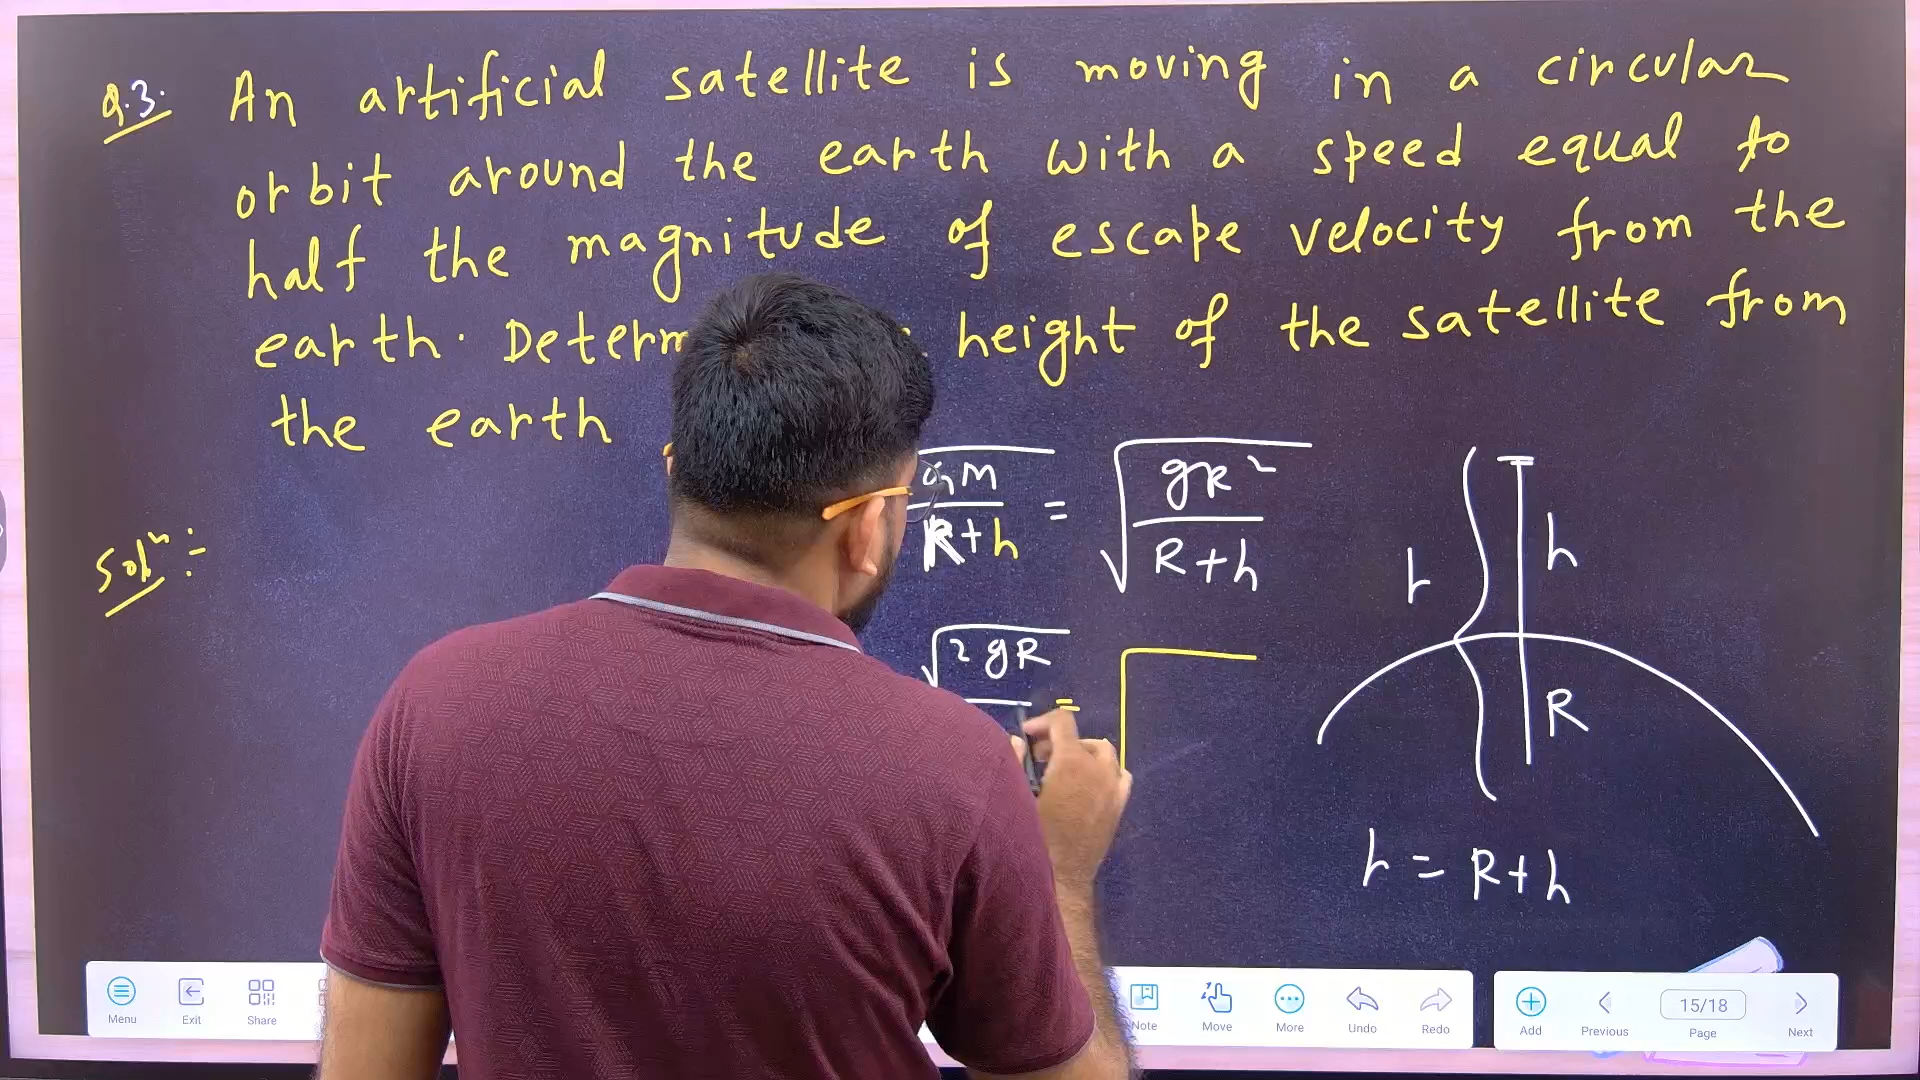 Q.3. An artificial satellite is moving in a circular
orbit around the earth with a speed equal to
half the magnitude of escape velocity from the
earth. Determ height of the satellite from
the earth
Solⁿ :-
GM
R+h
=
√ gR²
R+h
√2gR
=
r
h
R
r = R+h
Menu
Exit
Share
Note
Move
More
Undo
Redo
Add
Previous
15/18
Page
Next